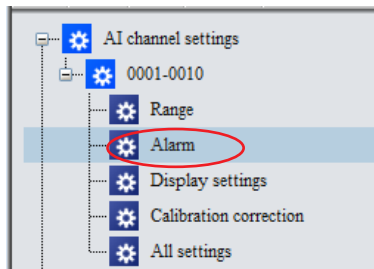 AI channel settings
0001-0010
Range
Alarm
Display settings
Calibration correction
All settings